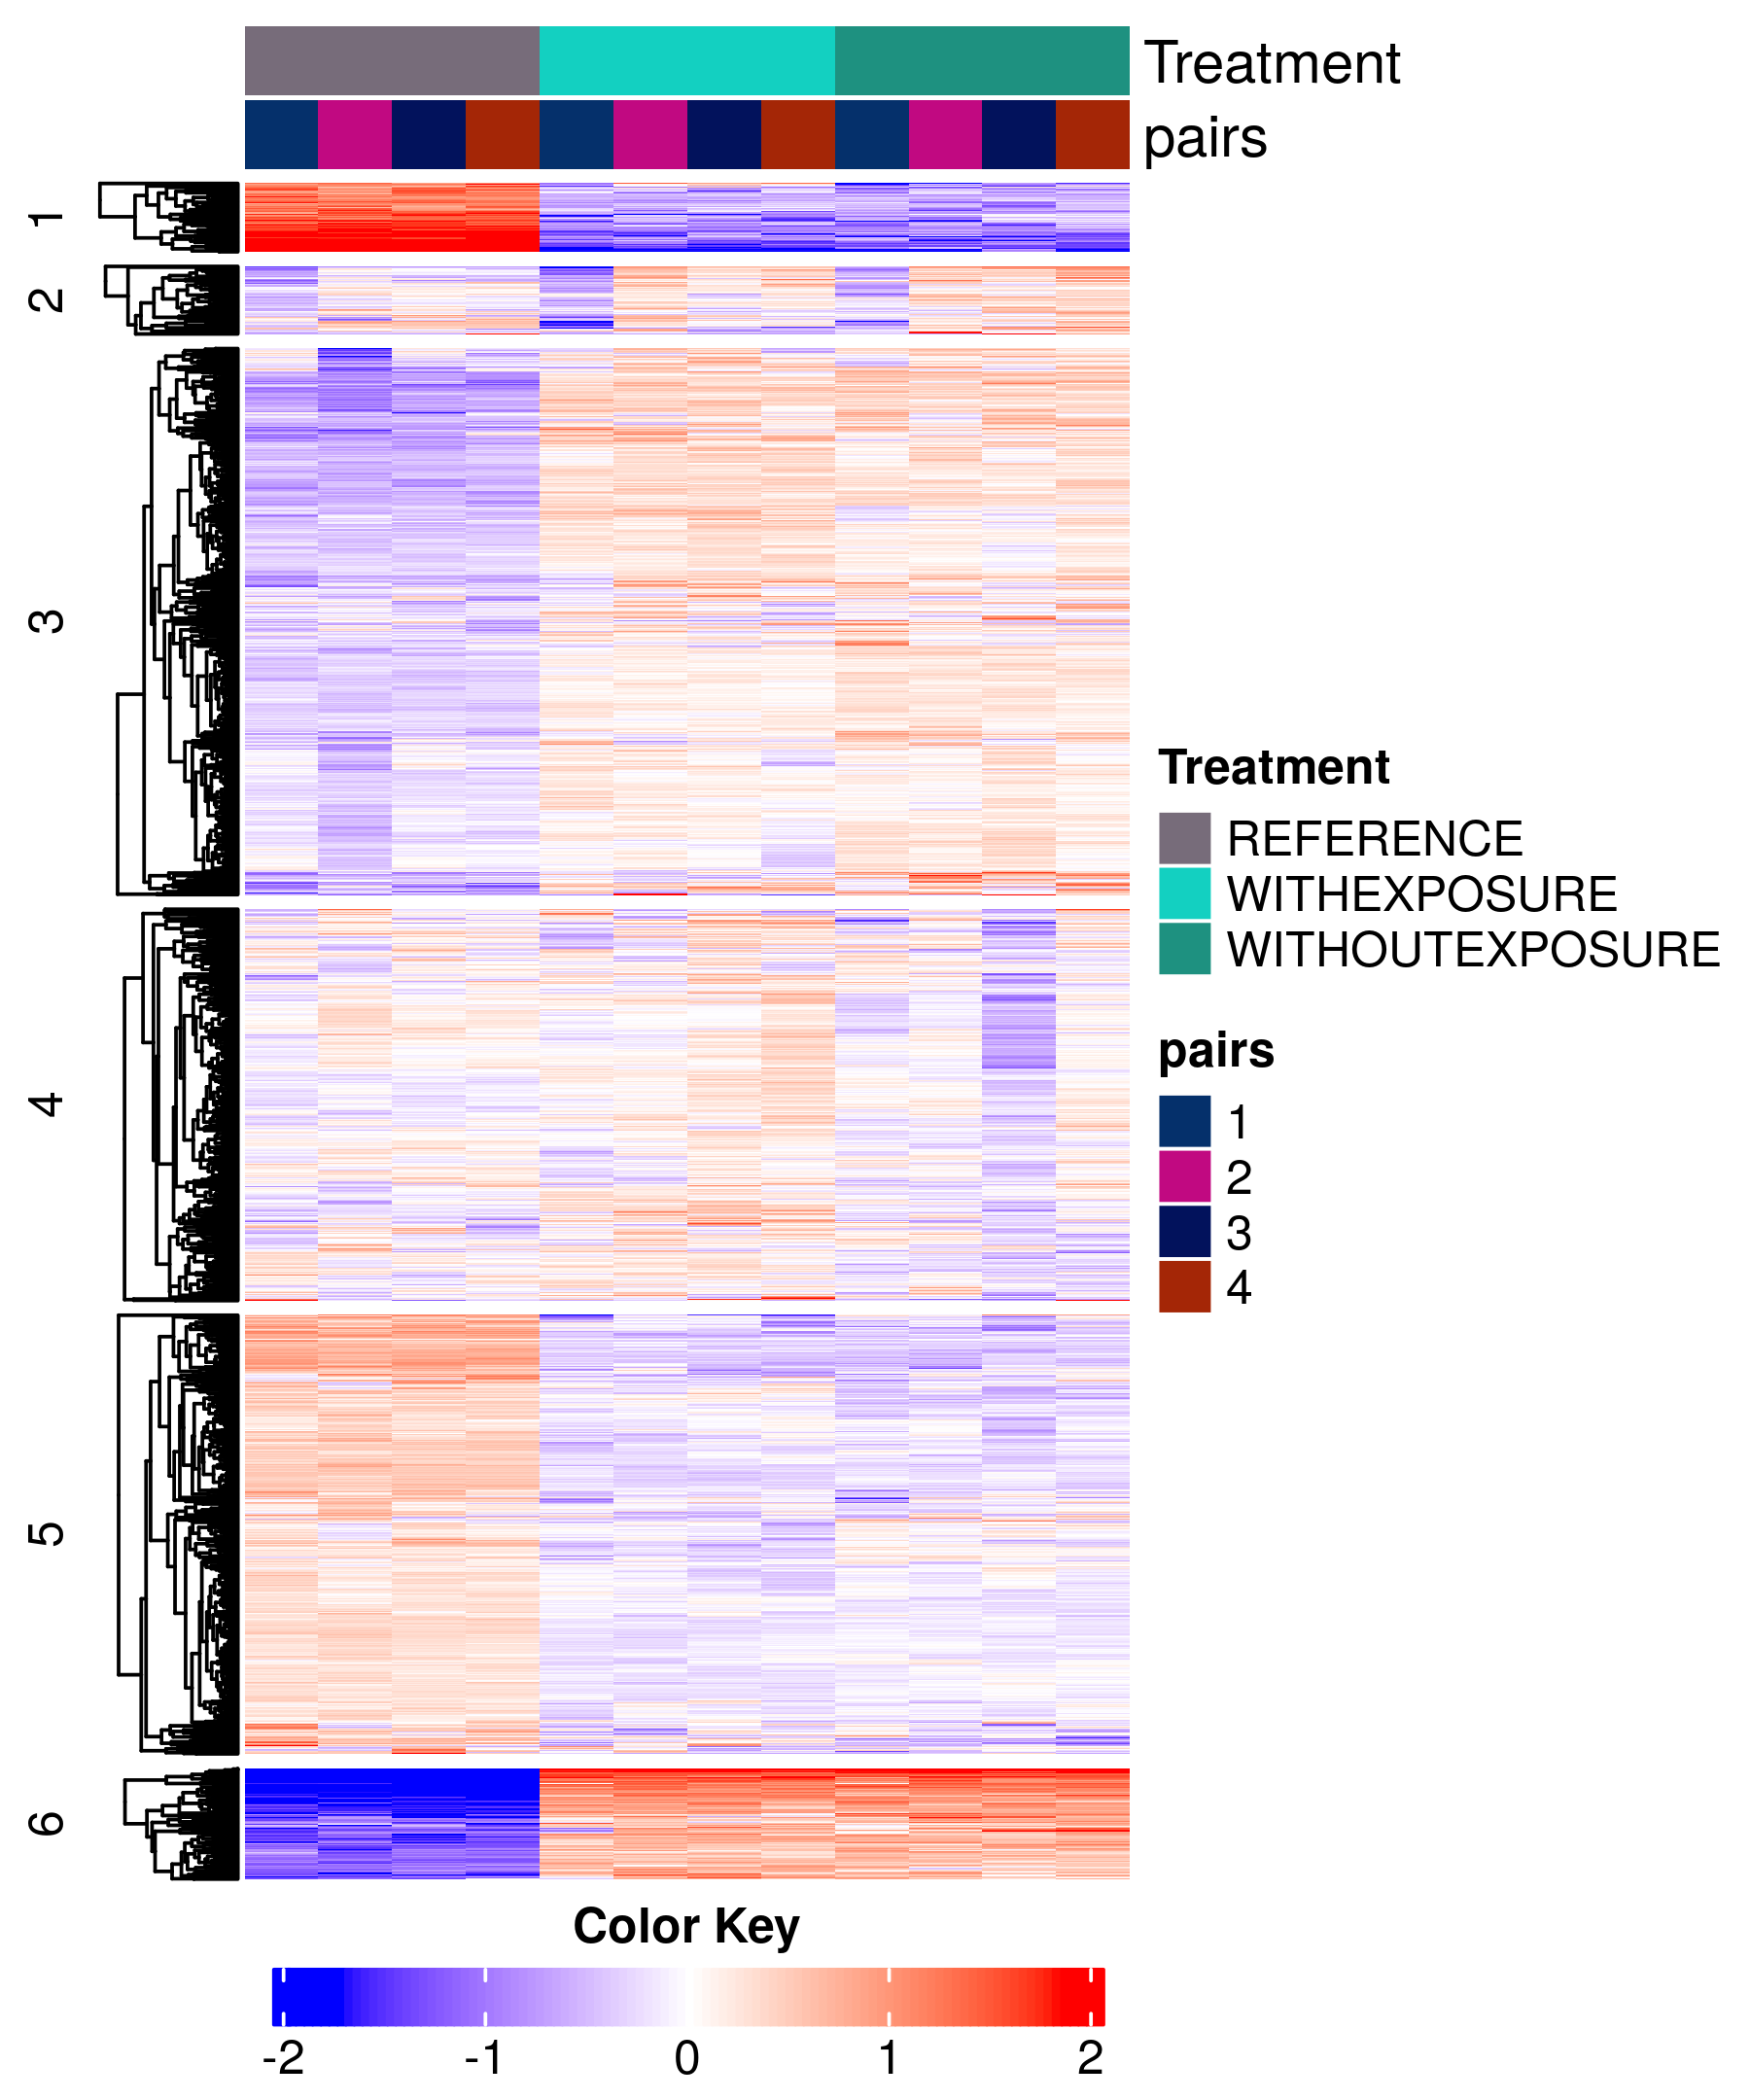 Treatment
pairs
1
2
3
4
5
6
Treatment
REFERENCE
WITHEXPOSURE
WITHOUTEXPOSURE
pairs
1
2
3
4
Color Key
-2 -1 0 1 2